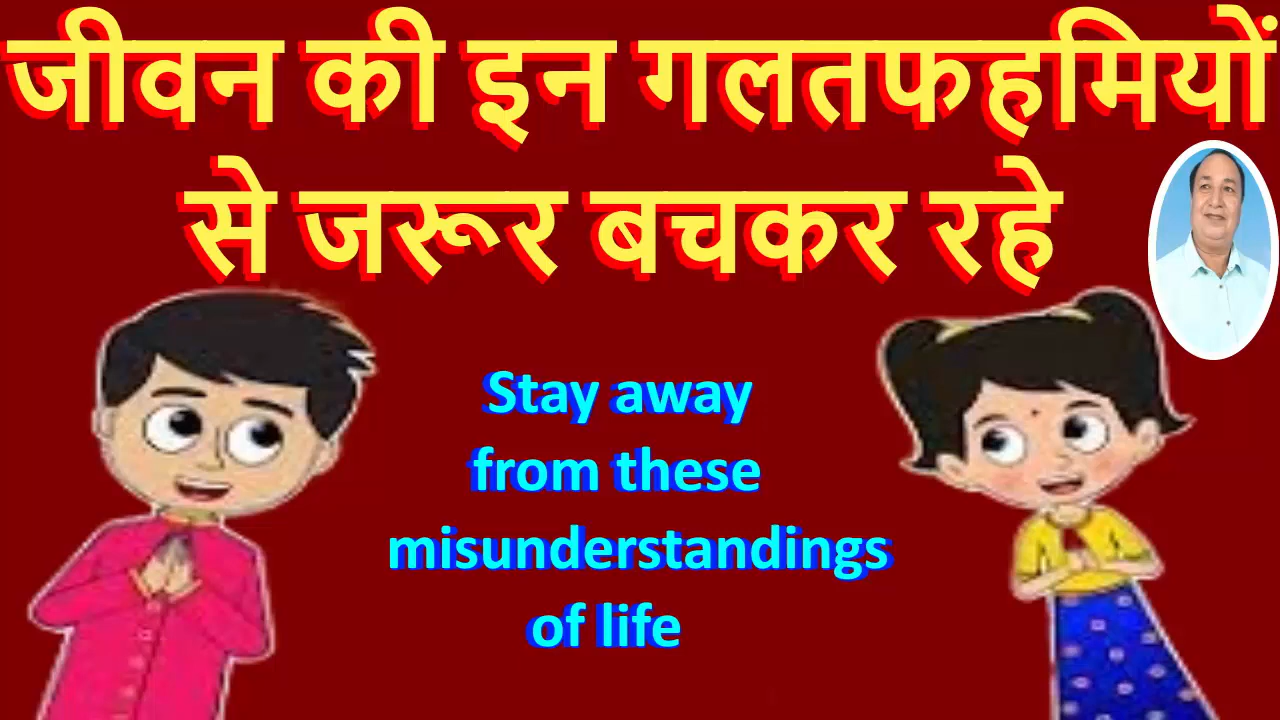 जीवन की इन गलतफहमियों
से जरूर बचकर रहे
Stay away
from these
misunderstandings
of life